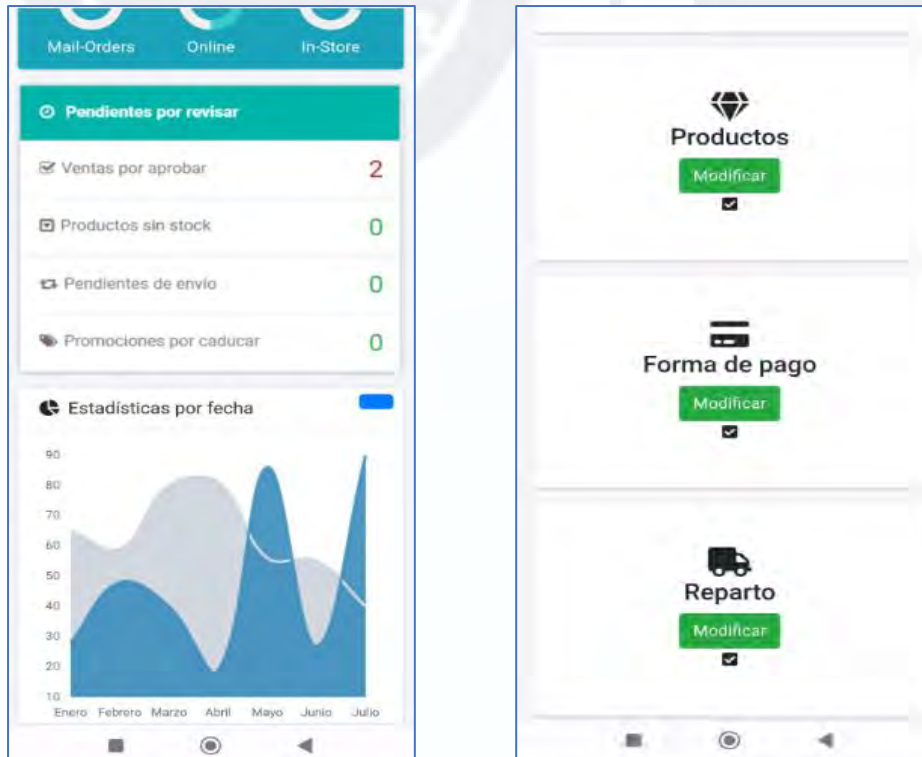 Mail-Orders Online In-Store
Pendientes por revisar
Ventas por aprobar 2
Productos sin stock 0
Pendientes de envío 0
Promociones por caducar 0
Estadísticas por fecha
90
80
70
60
50
40
30
20
10
Enero Febrero Marzo Abril Mayo Junio Julio
Productos
Modificar
Forma de pago
Modificar
Reparto
Modificar